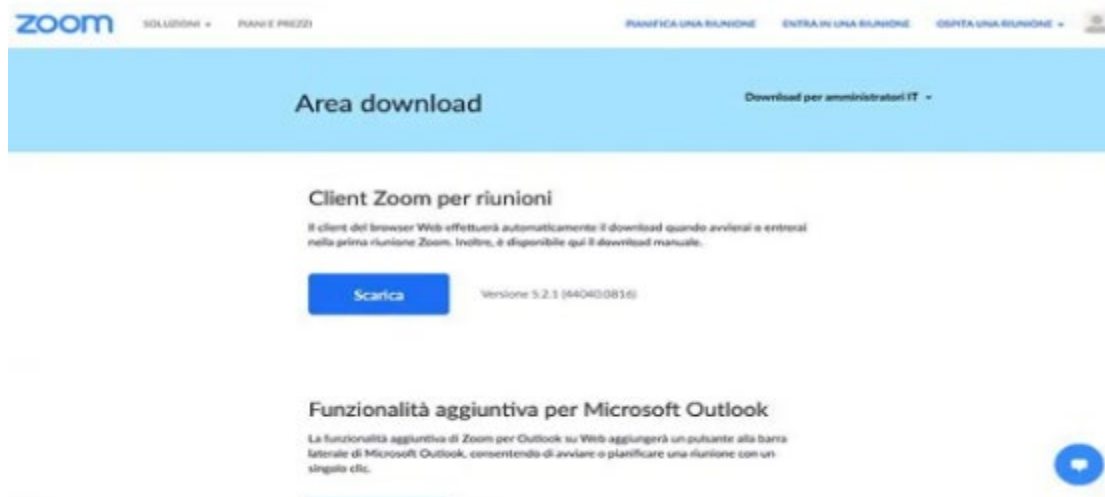 zoom
SOLUZIONI
PIANI E PREZZI
PIANIFICA UNA RIUNIONE
ENTRA IN UNA RIUNIONE
OSPITA UNA RIUNIONE
Area download
Download per amministratori IT
Client Zoom per riunioni
Il client del browser Web effettuerà automaticamente il download quando avvierai o entrerai
nella prima riunione Zoom. Inoltre, è disponibile qui il download manuale.
Scarica
Versione 5.2.1 (44040.0816)
Funzionalità aggiuntiva per Microsoft Outlook
La funzionalità aggiuntiva di Zoom per Outlook su Web aggiungerà un pulsante alla barra
laterale di Microsoft Outlook, consentendo di avviare o planificare una riunione con un
singolo clic.